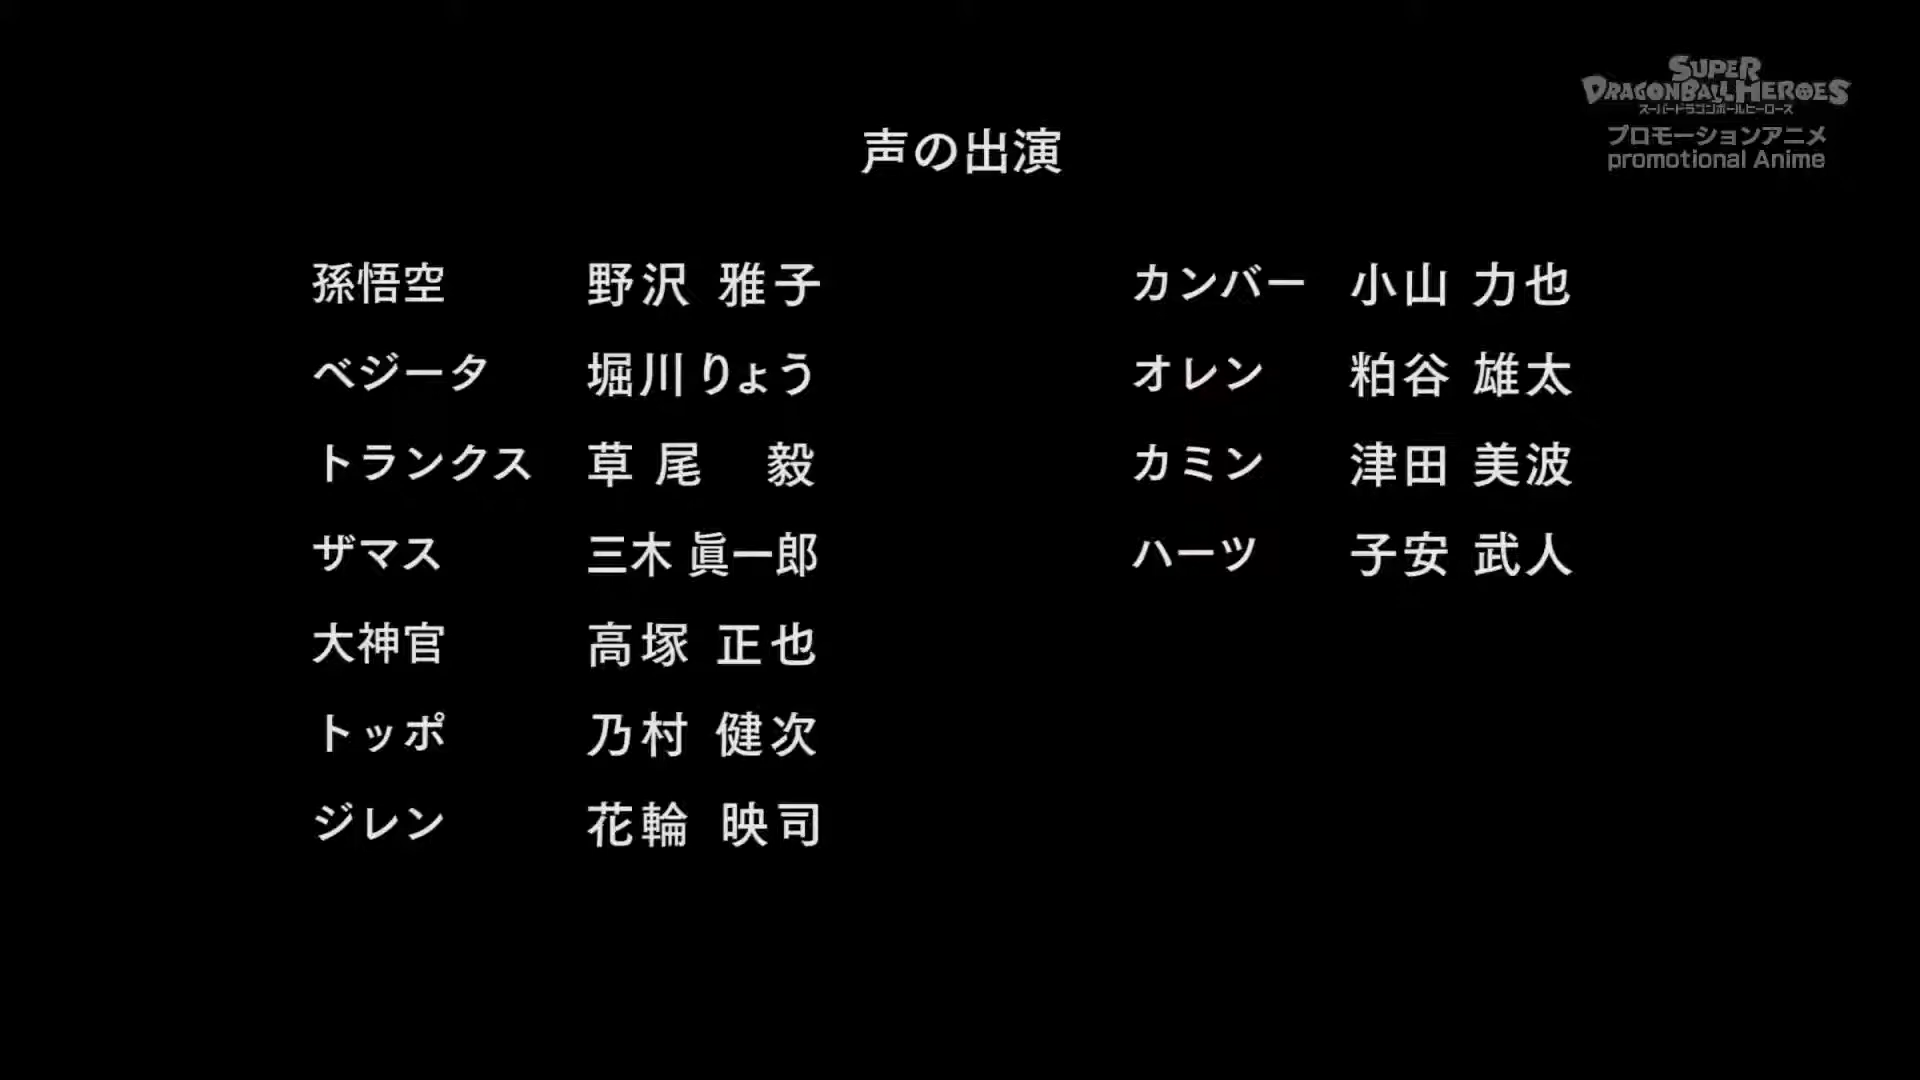 SUPER
DRAGONBALL HEROES
スーパードラゴンボールヒーローズ
プロモーションアニメ
promotional Anime
声の出演
孫悟空 野沢 雅子
ベジータ 堀川りょう
トランクス 草尾 毅
ザマス 三木 眞一郎
大神官 高塚 正也
トッポ 乃村 健次
ジレン 花輪 映司
カンバー 小山 力也
オレン 粕谷 雄太
カミン 津田 美波
ハーツ 子安 武人